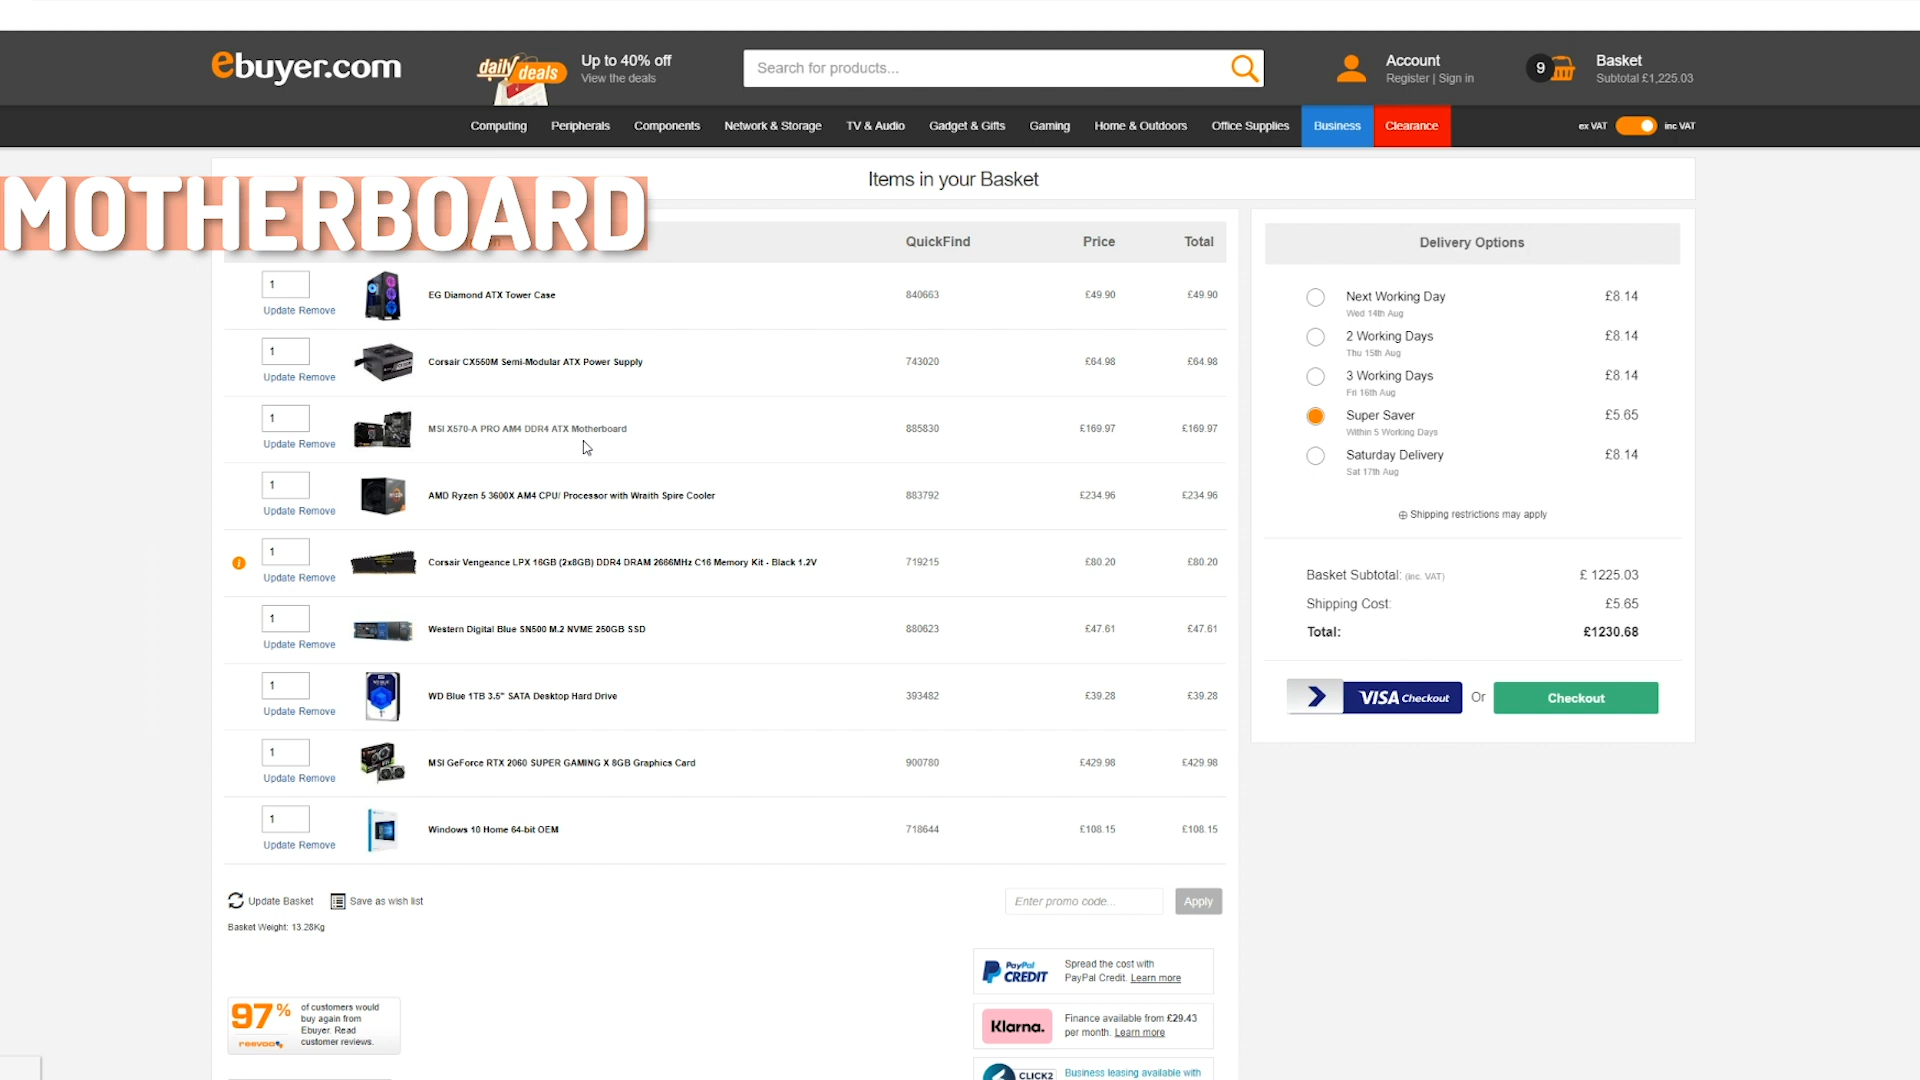 ebuyer.com
daily deals
Up to 40% off
View the deals
Search for products...
Account
Register | Sign in
9
Basket
Subtotal £1,225.03
Computing Peripherals Components Network & Storage TV & Audio Gadget & Gifts Gaming Home & Outdoors Office Supplies Business Clearance
ex VAT inc VAT
Items in your Basket
MOTHERBOARD
QuickFind Price Total
1
Update Remove
EG Diamond ATX Tower Case 840663 £49.90 £49.90
1
Update Remove
Corsair CX550M Semi-Modular ATX Power Supply 743020 £64.98 £64.98
1
Update Remove
MSI X570-A PRO AM4 DDR4 ATX Motherboard 885830 £169.97 £169.97
1
Update Remove
AMD Ryzen 5 3600X AM4 CPU/ Processor with Wraith Spire Cooler 883792 £234.96 £234.96
1
Update Remove
Corsair Vengeance LPX 16GB (2x8GB) DDR4 DRAM 2666MHz C16 Memory Kit - Black 1.2V 719215 £80.20 £80.20
1
Update Remove
Western Digital Blue SN500 M.2 NVME 250GB SSD 880623 £47.61 £47.61
1
Update Remove
WD Blue 1TB 3.5" SATA Desktop Hard Drive 393482 £39.28 £39.28
1
Update Remove
MSI GeForce RTX 2060 SUPER GAMING X 8GB Graphics Card 900780 £429.98 £429.98
1
Update Remove
Windows 10 Home 64-bit OEM 718644 £108.15 £108.15
Update Basket Save as wish list
Basket Weight: 13.28Kg
Enter promo code... Apply
97%
reevoo
of customers would
buy again from
Ebuyer. Read
customer reviews.
PayPal
CREDIT
Spread the cost with
PayPal Credit. Learn more
Klarna.
Finance available from £29.43
per month. Learn more
CLICK2
Business leasing available with
Delivery Options
Next Working Day £8.14
Wed 14th Aug
2 Working Days £8.14
Thu 15th Aug
3 Working Days £8.14
Fri 16th Aug
Super Saver £5.65
Within 5 Working Days
Saturday Delivery £8.14
Sat 17th Aug
Shipping restrictions may apply
Basket Subtotal: (inc. VAT) £ 1225.03
Shipping Cost: £5.65
Total: £1230.68
VISA Checkout Or Checkout